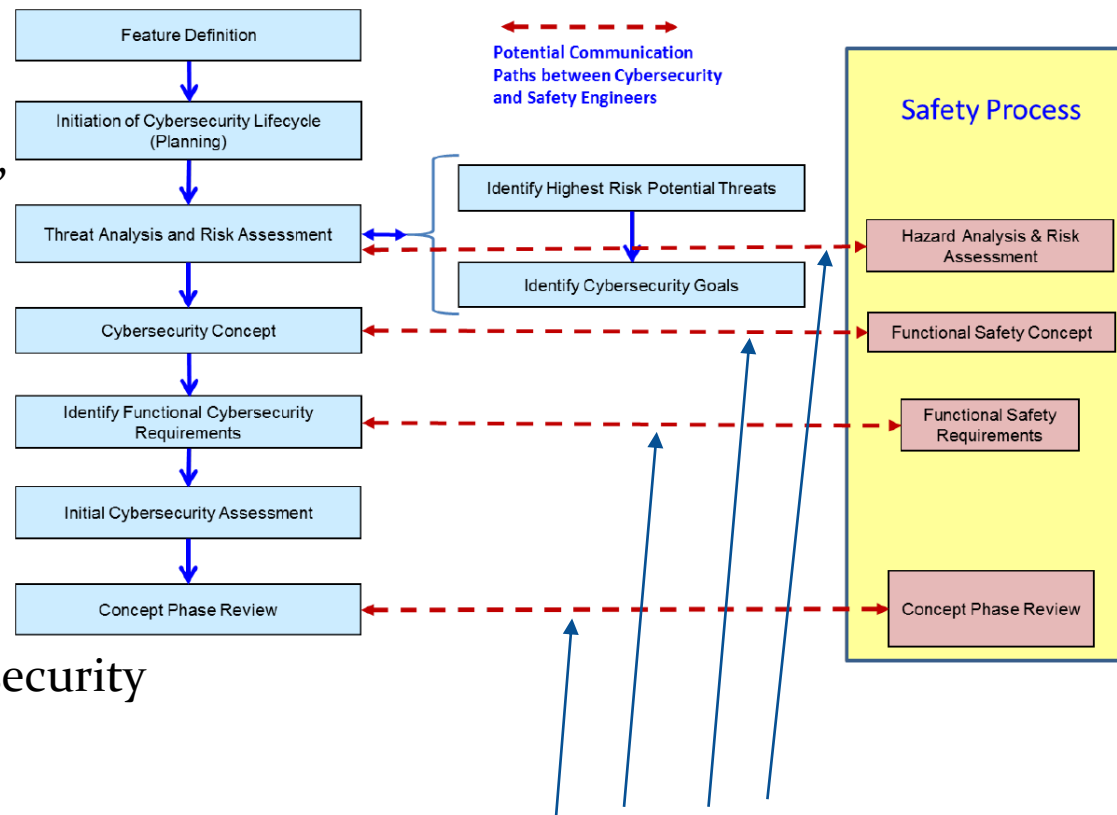 Feature Definition
Potential Communication
Paths between Cybersecurity
and Safety Engineers
Safety Process
Initiation of Cybersecurity Lifecycle
(Planning)
,
Identify Highest Risk Potential Threats
Threat Analysis and Risk Assessment
Hazard Analysis & Risk
Assessment
Identify Cybersecurity Goals
Cybersecurity Concept
Functional Safety Concept
Identify Functional Cybersecurity
Requirements
Functional Safety
Requirements
Initial Cybersecurity Assessment
Concept Phase Review
Concept Phase Review
ecurity